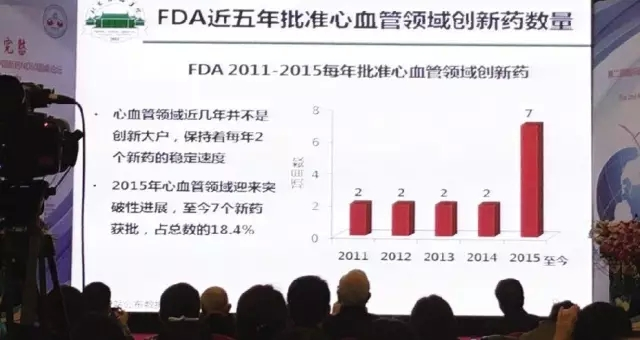 FDA近五年批准心血管领域创新药数量
FDA 2011-2015每年批准心血管领域创新药
心血管领域近几年并不是
创新大户，保持着每年2
个新药的稳定速度
2015年心血管领域迎来突
破性进展，至今7个新药
获批，占总数的18.4%
8
6
4
2
0
2
2
2
2
7
2011
2012
2013
2014
2015 至今
完整